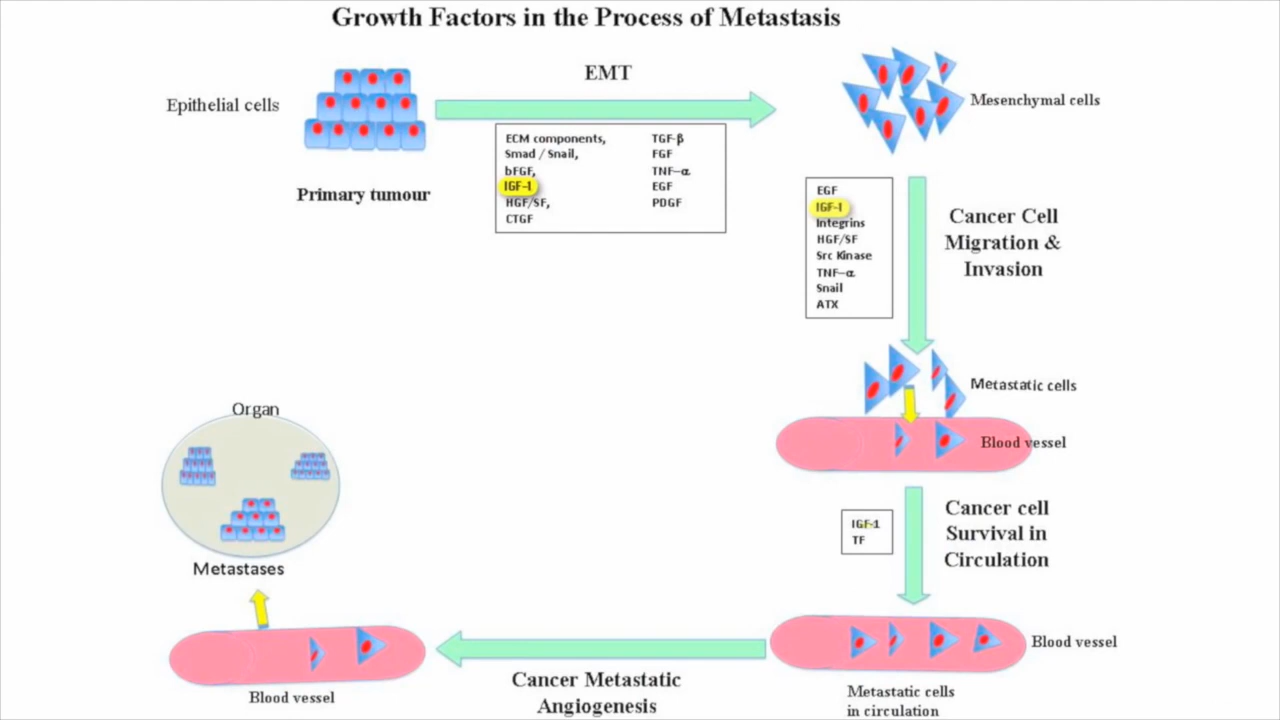 Growth Factors in the Process of Metastasis
EMT
Epithelial cells
Mesenchymal cells
Primary tumour
ECM components,
Smad / Snail,
bFGF,
IGF-1
HGF/SF,
CTGF
TGF-β
FGF
TNF-α
EGF
PDGF
EGF
IGF-1
Integrins
HGF/SF
Src Kinase
TNF-α
Snail
ATX
Cancer Cell
Migration &
Invasion
Metastatic cells
Blood vessel
IGF-1
TF
Cancer cell
Survival in
Circulation
Blood vessel
Metastatic cells
in circulation
Cancer Metastatic
Angiogenesis
Blood vessel
Organ
Metastases